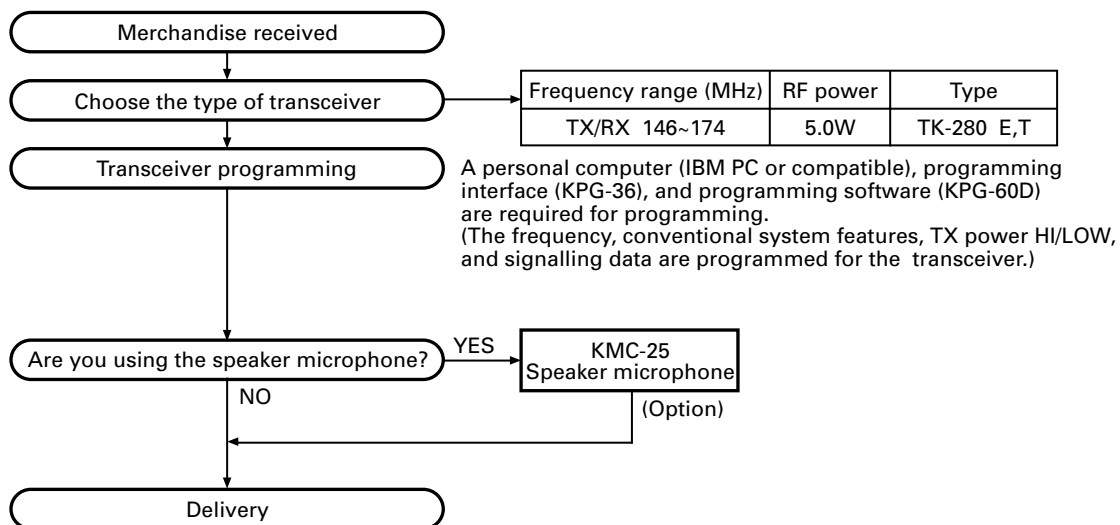 Merchandise received
Choose the type of transceiver
Frequency range (MHz) RF power Type
TX/RX 146~174 5.0W TK-280 E,T
Transceiver programming
A personal computer (IBM PC or compatible), programming
interface (KPG-36), and programming software (KPG-60D)
are required for programming.
(The frequency, conventional system features, TX power HI/LOW,
and signalling data are programmed for the transceiver.)
Are you using the speaker microphone?
YES
KMC-25
Speaker microphone
NO
(Option)
Delivery